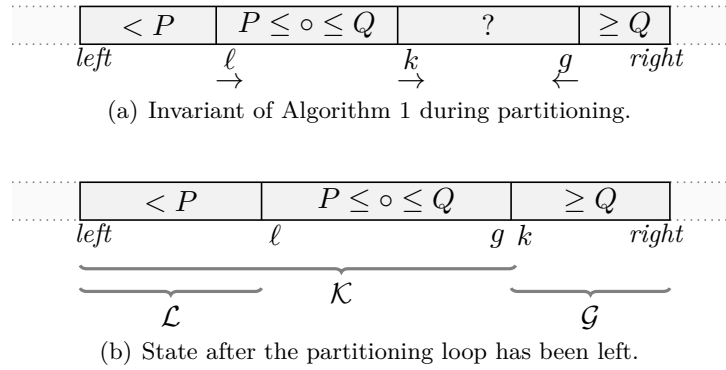 < P P ≤ ∘ ≤ Q ? ≥ Q
left ℓ k g right
→ → ←
(a) Invariant of Algorithm 1 during partitioning.
< P P ≤ ∘ ≤ Q ≥ Q
left ℓ g k right
𝒦
ℒ 𝒢
(b) State after the partitioning loop has been left.